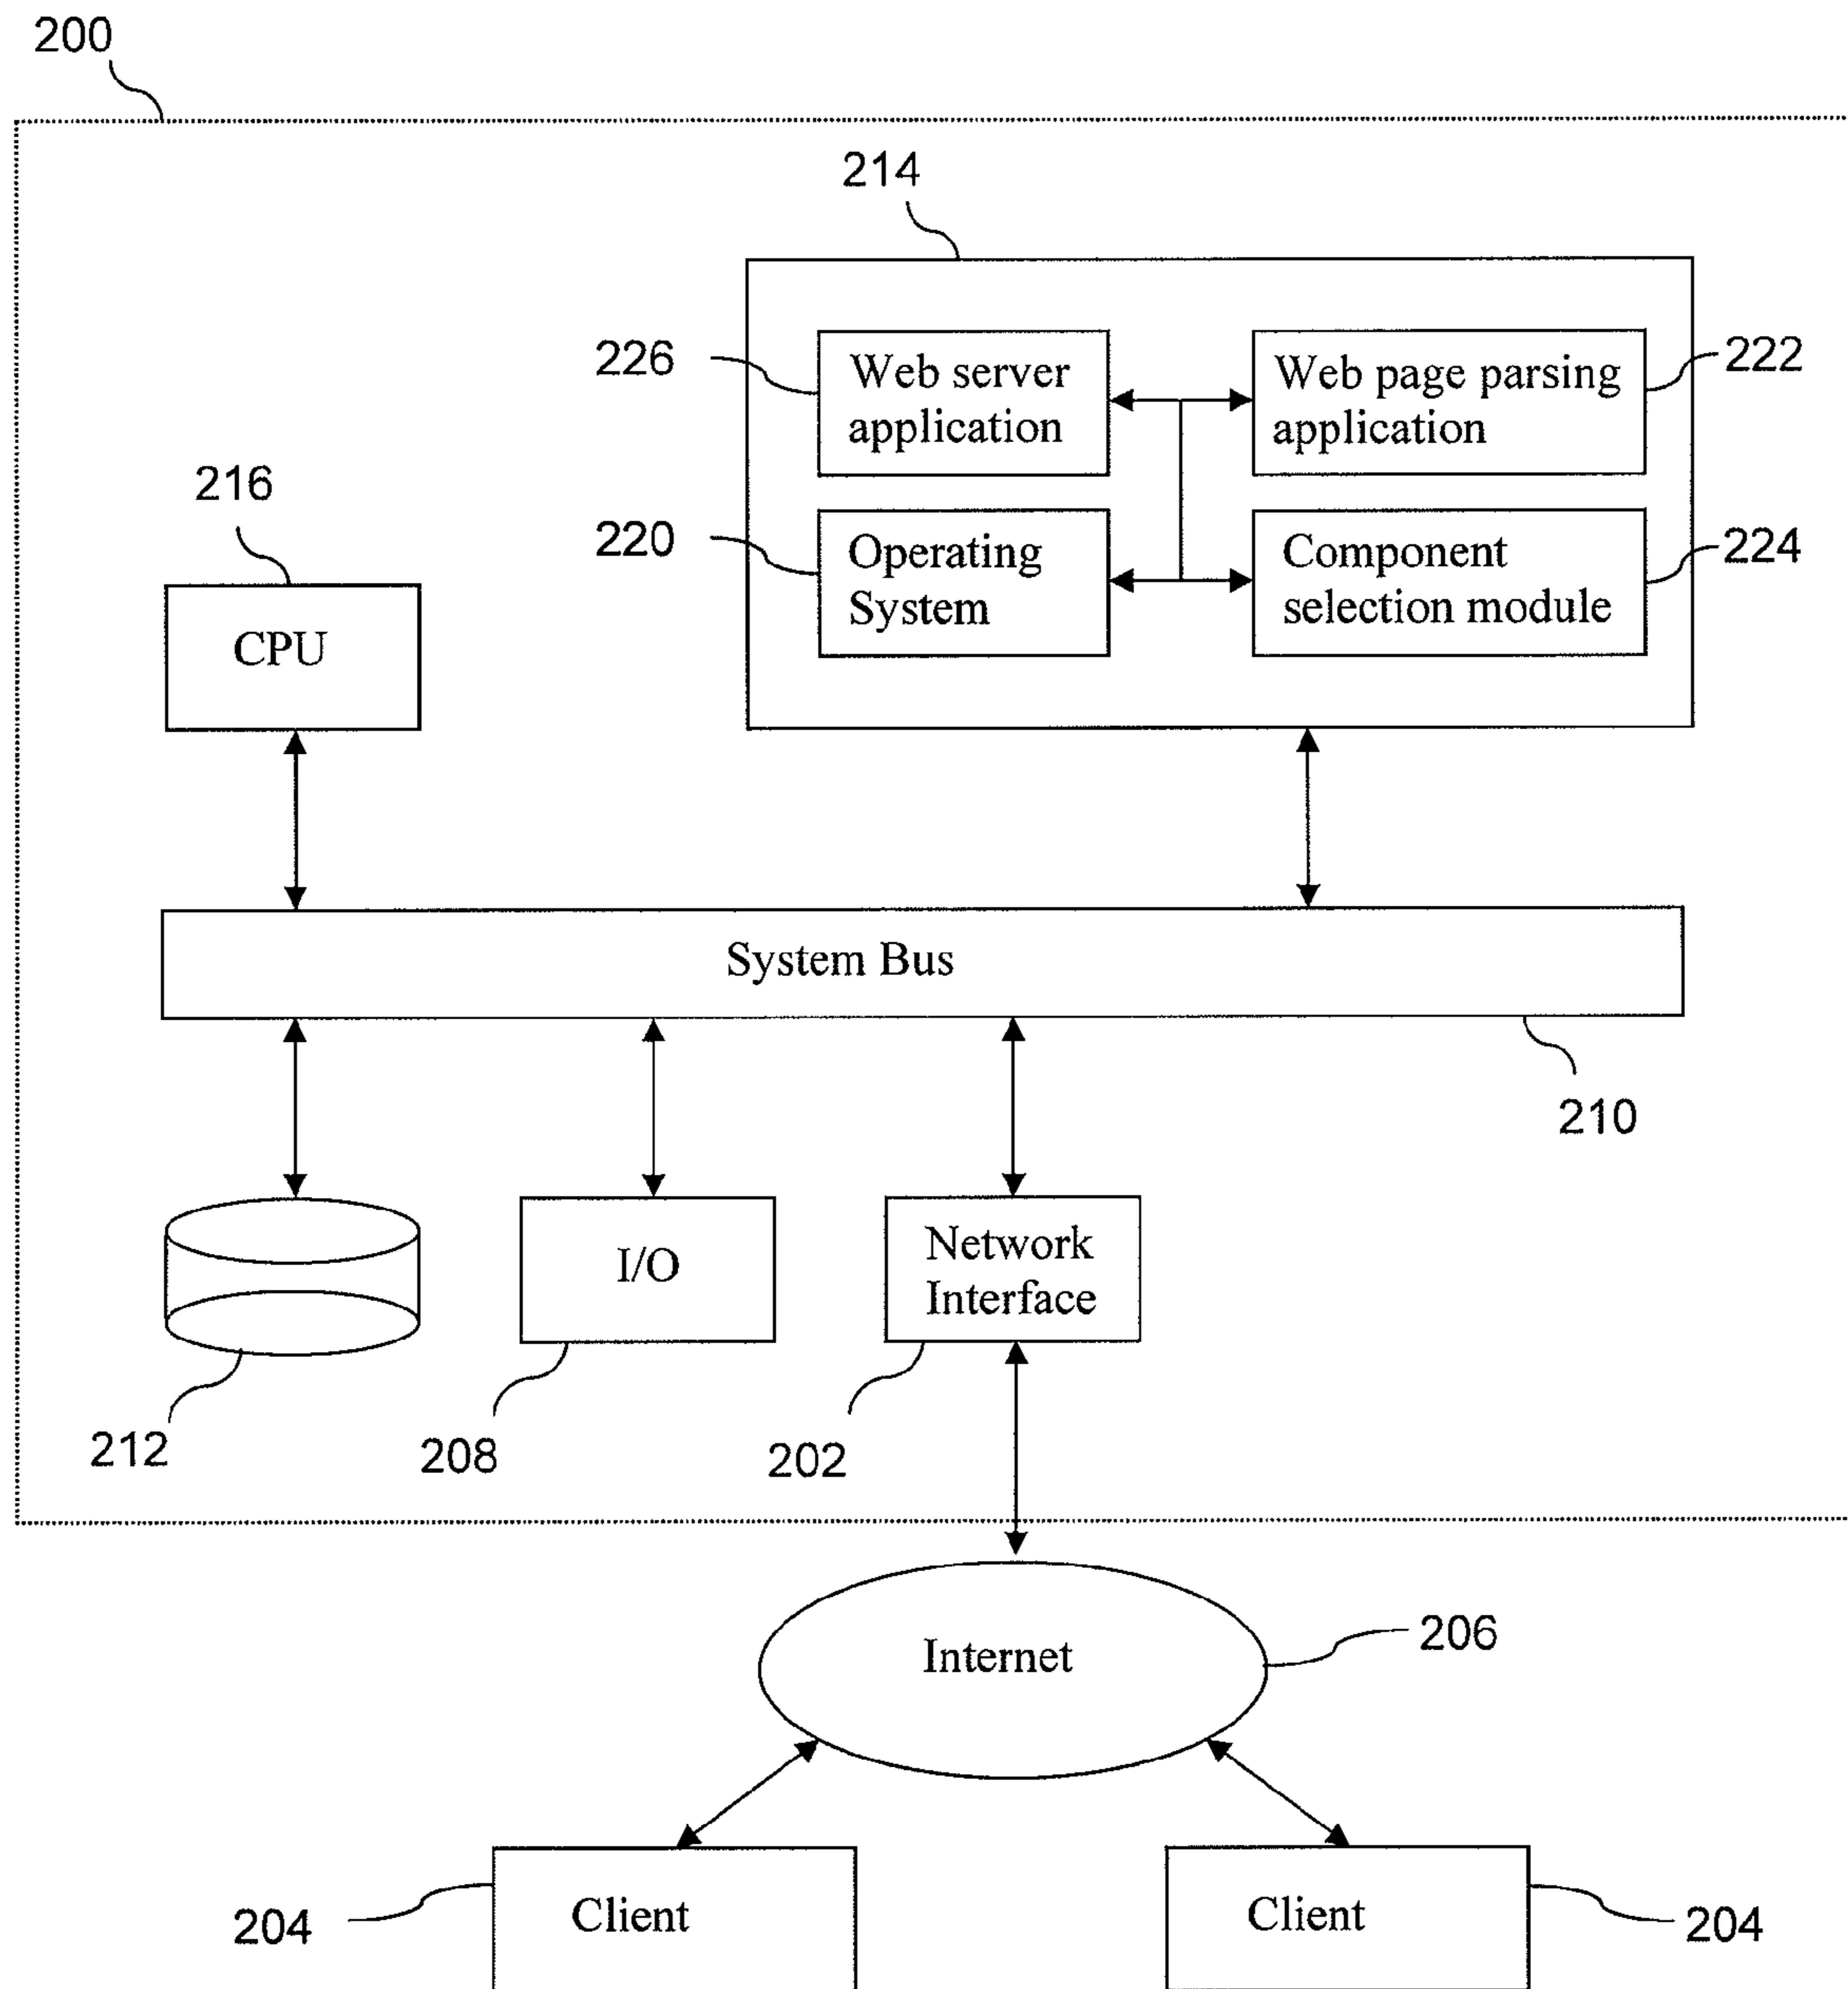 200
214
226
Web server
application
Web page parsing
application
222
216
CPU
220
Operating
System
Component
selection module
224
System Bus
210
I/O
Network
Interface
212
208
202
Internet
206
204
Client
Client
204